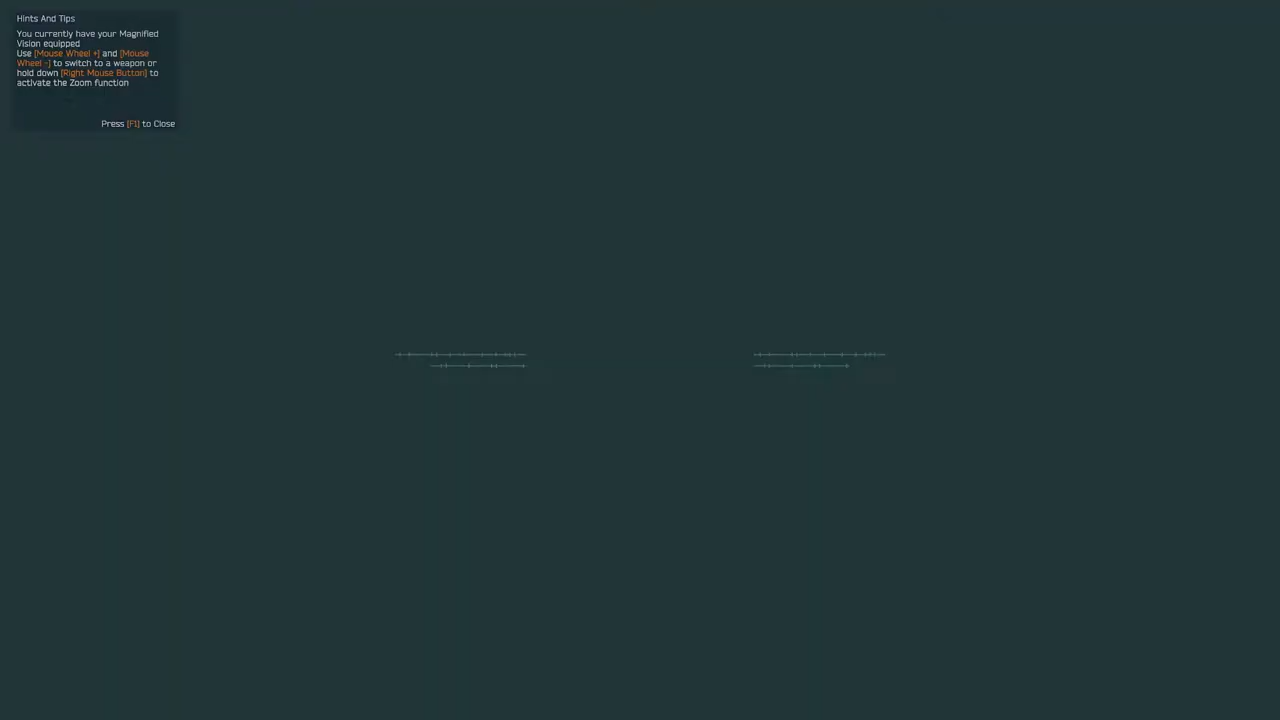 Hints And Tips
You currently have your Magnified
Vision equipped
Use [Mouse Wheel +] and [Mouse
Wheel -] to switch to a weapon or
hold down [Right Mouse Button] to
activate the Zoom function
Press [F1] to Close